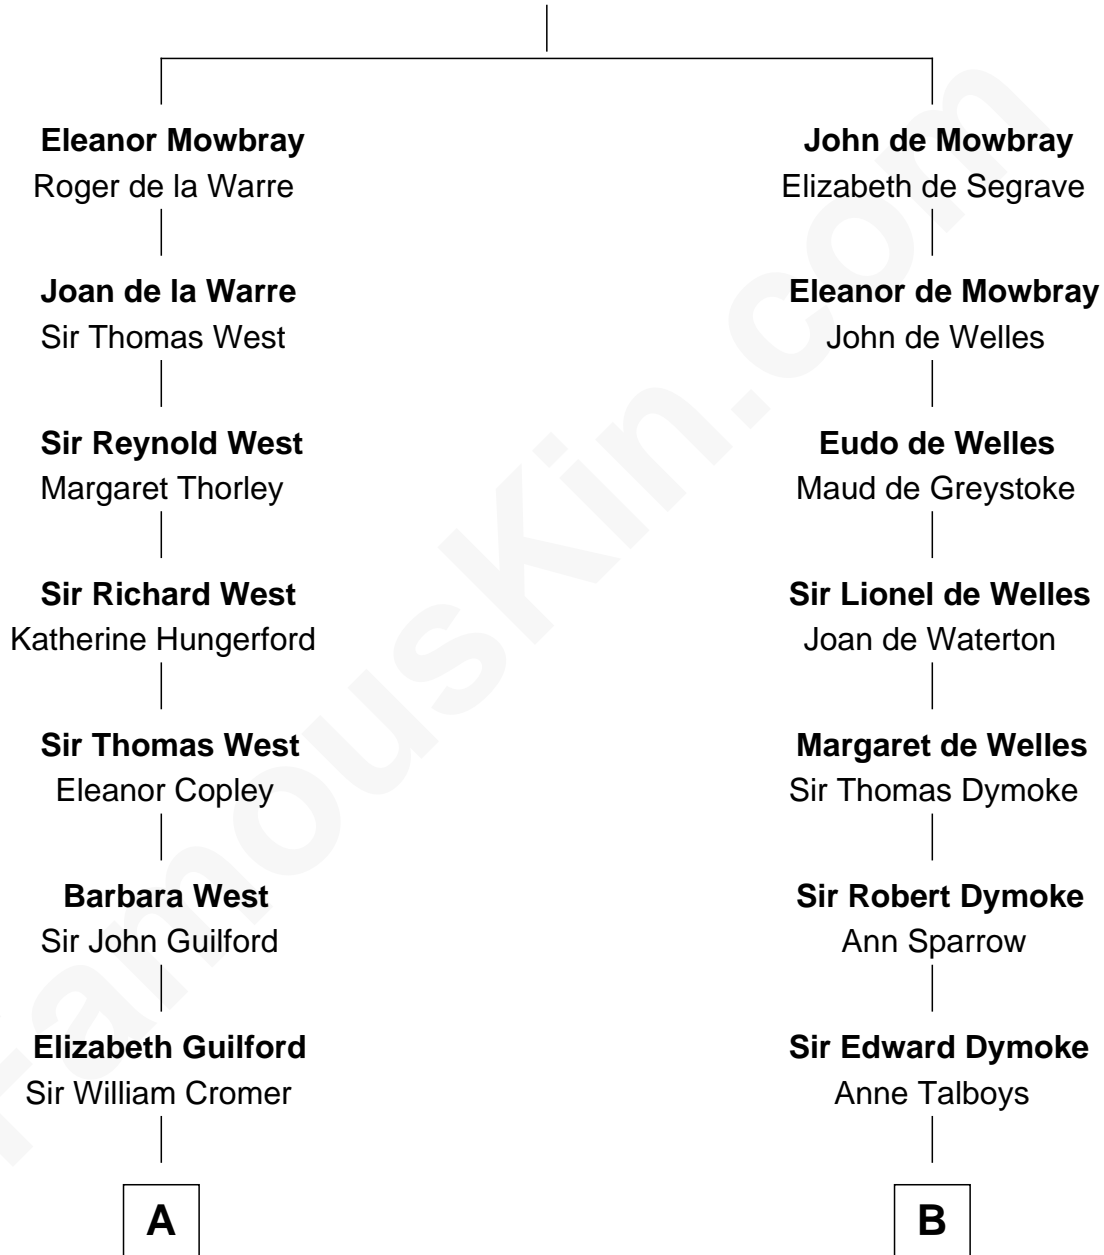 Eleanor Mowbray
Roger de la Warre
Joan de la Warre
Sir Thomas West
Sir Reynold West
Margaret Thorley
Sir Richard West
Katherine Hungerford
Sir Thomas West
Eleanor Copley
Barbara West
Sir John Guilford
Elizabeth Guilford
Sir William Cromer
A
John de Mowbray
Elizabeth de Segrave
Eleanor de Mowbray
John de Welles
Eudo de Welles
Maud de Greystoke
Sir Lionel de Welles
Joan de Waterton
Margaret de Welles
Sir Thomas Dymoke
Sir Robert Dymoke
Ann Sparrow
Sir Edward Dymoke
Anne Talboys
B
FamousKin.com